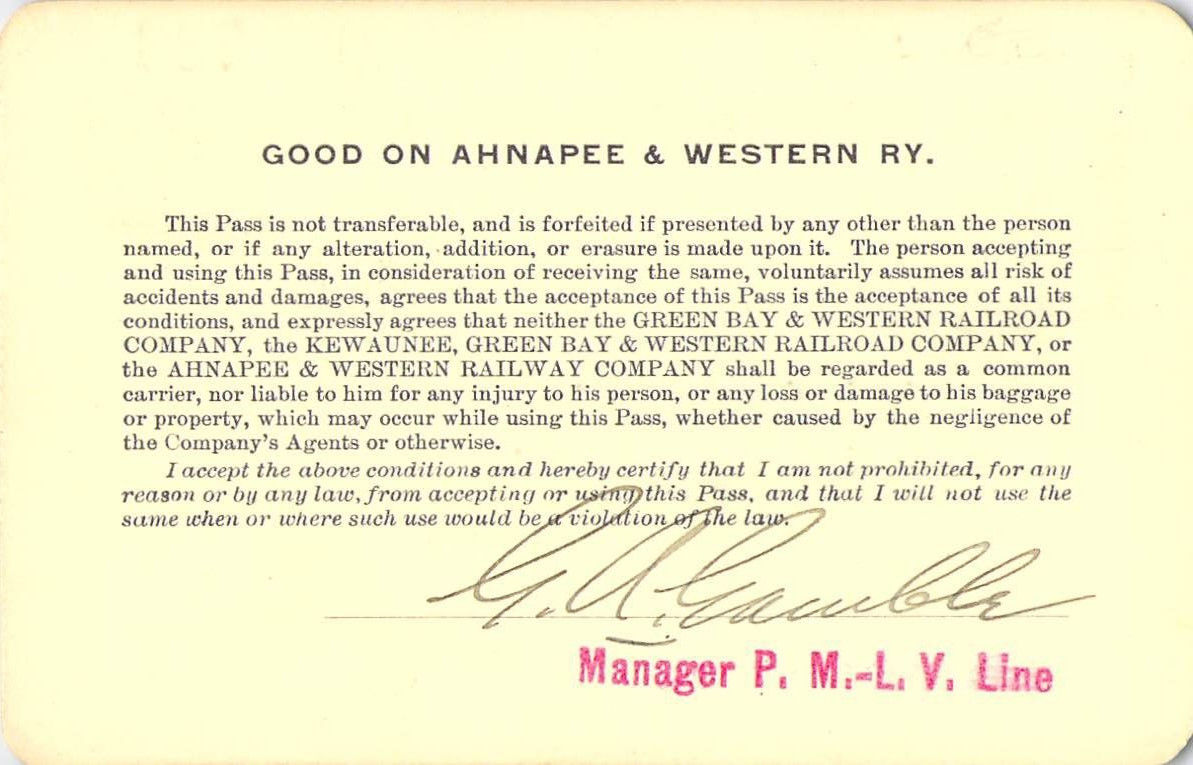 GOOD ON AHNAPEE & WESTERN RY.
This Pass is not transferable, and is forfeited if presented by any other than the person
named, or if any alteration, addition, or erasure is made upon it. The person accepting
and using this Pass, in consideration of receiving the same, voluntarily assumes all risk of
accidents and damages, agrees that the acceptance of this Pass is the acceptance of all its
conditions, and expressly agrees that neither the GREEN BAY & WESTERN RAILROAD
COMPANY, the KEWAUNEE, GREEN BAY & WESTERN RAILROAD COMPANY, or
the AHNAPEE & WESTERN RAILWAY COMPANY shall be regarded as a common
carrier, nor liable to him for any injury to his person, or any loss or damage to his baggage
or property, which may occur while using this Pass, whether caused by the negligence of
the Company's Agents or otherwise.
I accept the above conditions and hereby certify that I am not prohibited, for any
reason or by any law, from accepting or using this Pass, and that I will not use the
same when or where such use would be a violation of the law.
G. A. Gamble
Manager P. M.-L. V. Line